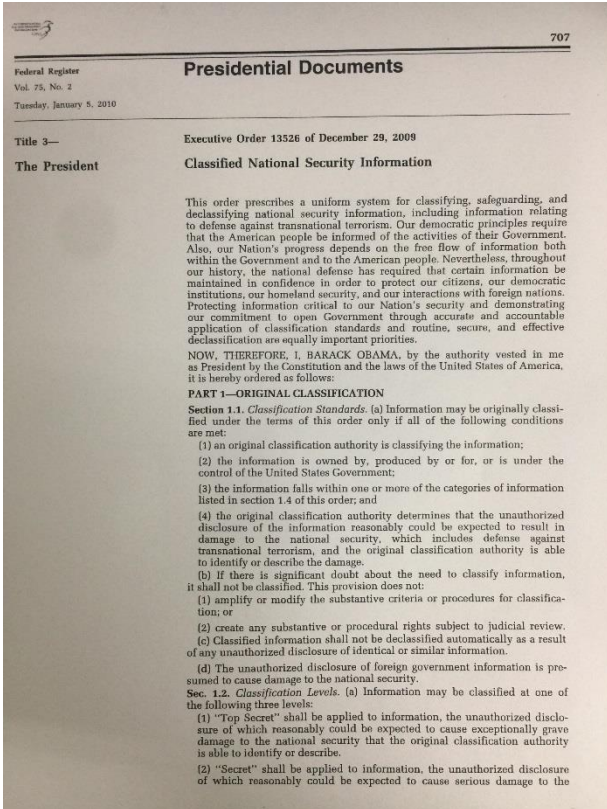 707
Federal Register
Vol. 75, No. 2
Tuesday, January 5, 2010
Presidential Documents
Title 3—
The President
Executive Order 13526 of December 29, 2009
Classified National Security Information
This order prescribes a uniform system for classifying, safeguarding, and
declassifying national security information, including information relating
to defense against transnational terrorism. Our democratic principles require
that the American people be informed of the activities of their Government.
Also, our Nation's progress depends on the free flow of information both
within the Government and to the American people. Nevertheless, throughout
our history, the national defense has required that certain information be
maintained in confidence in order to protect our citizens, our democratic
institutions, our homeland security, and our interactions with foreign nations.
Protecting information critical to our Nation's security and demonstrating
our commitment to open Government through accurate and accountable
application of classification standards and routine, secure, and effective
declassification are equally important priorities.
NOW, THEREFORE, I, BARACK OBAMA, by the authority vested in me
as President by the Constitution and the laws of the United States of America,
it is hereby ordered as follows:
PART 1—ORIGINAL CLASSIFICATION
Section 1.1. Classification Standards. (a) Information may be originally classi-
fied under the terms of this order only if all of the following conditions
are met:
(1) an original classification authority is classifying the information;
(2) the information is owned by, produced by or for, or is under the
control of the United States Government;
(3) the information falls within one or more of the categories of information
listed in section 1.4 of this order; and
(4) the original classification authority determines that the unauthorized
disclosure of the information reasonably could be expected to result in
damage to the national security, which includes defense against
transnational terrorism, and the original classification authority is able
to identify or describe the damage.
(b) If there is significant doubt about the need to classify information,
it shall not be classified. This provision does not:
(1) amplify or modify the substantive criteria or procedures for classifica-
tion; or
(2) create any substantive or procedural rights subject to judicial review.
(c) Classified information shall not be declassified automatically as a result
of any unauthorized disclosure of identical or similar information.
(d) The unauthorized disclosure of foreign government information is pre-
sumed to cause damage to the national security.
Sec. 1.2. Classification Levels. (a) Information may be classified at one of
the following three levels:
(1) "Top Secret" shall be applied to information, the unauthorized disclo-
sure of which reasonably could be expected to cause exceptionally grave
damage to the national security that the original classification authority
is able to identify or describe.
(2) "Secret" shall be applied to information, the unauthorized disclosure
of which reasonably could be expected to cause serious damage to the